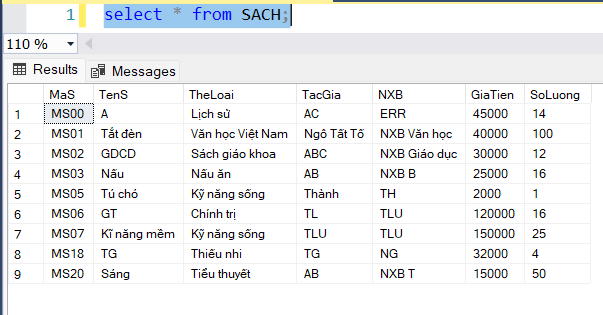 1 select * from SACH;
110 %
Results Messages
MaS TenS TheLoai TacGia NXB GiaTien SoLuong
1 MS00 A Lịch sử AC ERR 45000 14
2 MS01 Tắt đèn Văn học Việt Nam Ngô Tất Tố NXB Văn học 40000 100
3 MS02 GDCD Sách giáo khoa ABC NXB Giáo dục 30000 12
4 MS03 Nấu Nấu ăn AB NXB B 25000 16
5 MS05 Tú chó Kỹ năng sống Thành TH 2000 1
6 MS06 GT Chính trị TL TLU 120000 16
7 MS07 Kĩ năng mềm Kỹ năng sống TLU TLU 150000 25
8 MS18 TG Thiếu nhi TG NG 32000 4
9 MS20 Sáng Tiểu thuyết AB NXB T 15000 50